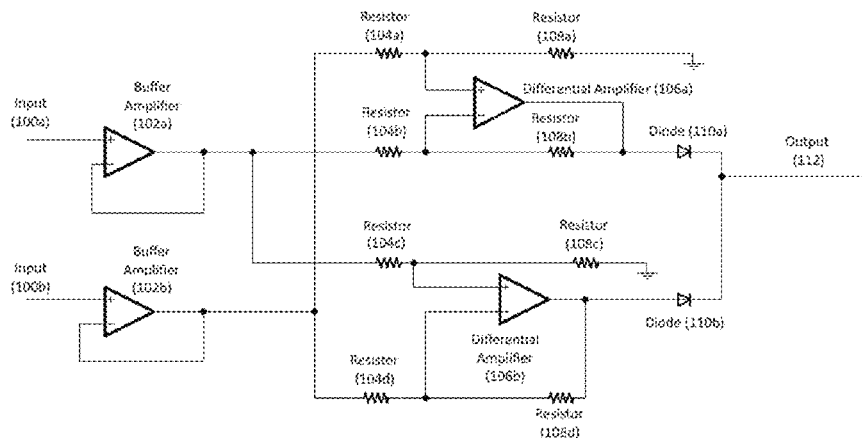 Resistor
(104a)
Resistor
(108a)
Buffer
Amplifier
(102a)
Input
(100a)
Differential Amplifier (106a)
Resistor
(104b)
Resistor
(108b)
Diode (110a)
Output
(112)
Resistor
(104c)
Resistor
(108c)
Buffer
Amplifier
(102b)
Input
(100b)
Diode (110b)
Differential
Amplifier
(106b)
Resistor
(104d)
Resistor
(108d)